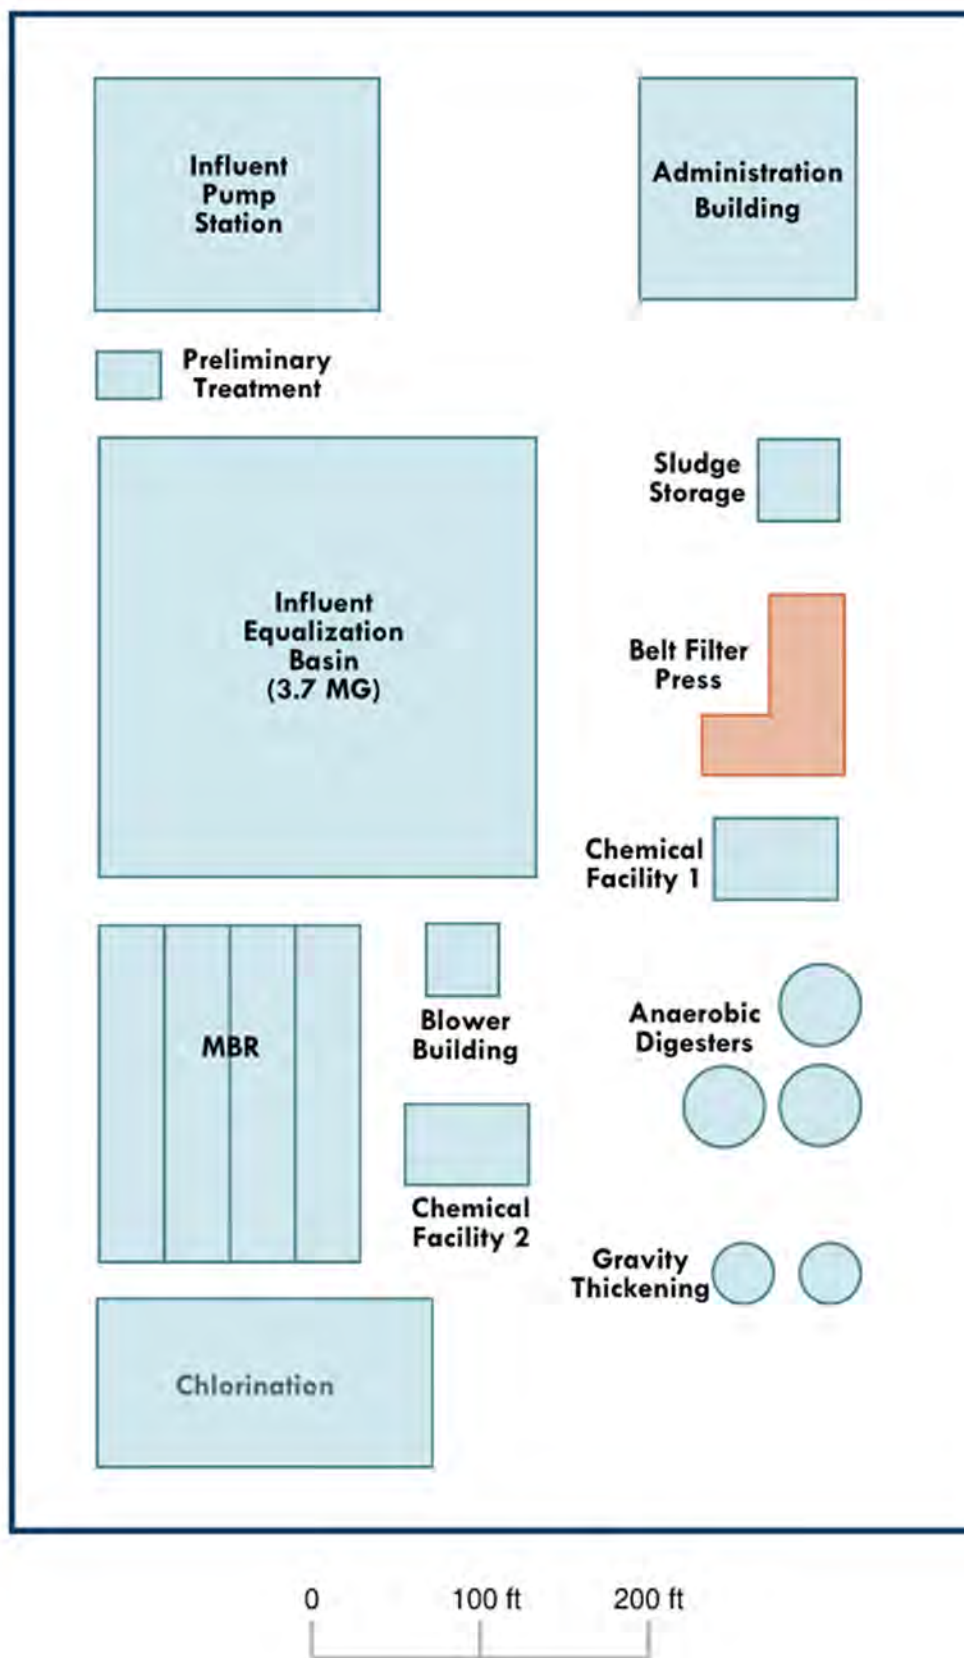 Influent
Pump
Station
Administration
Building
Preliminary
Treatment
Sludge
Storage
Influent
Equalization
Basin
(3.7 MG)
Belt Filter
Press
Chemical
Facility 1
MBR
Blower
Building
Anaerobic
Digesters
Chemical
Facility 2
Gravity
Thickening
Chlorination
0 100 ft 200 ft